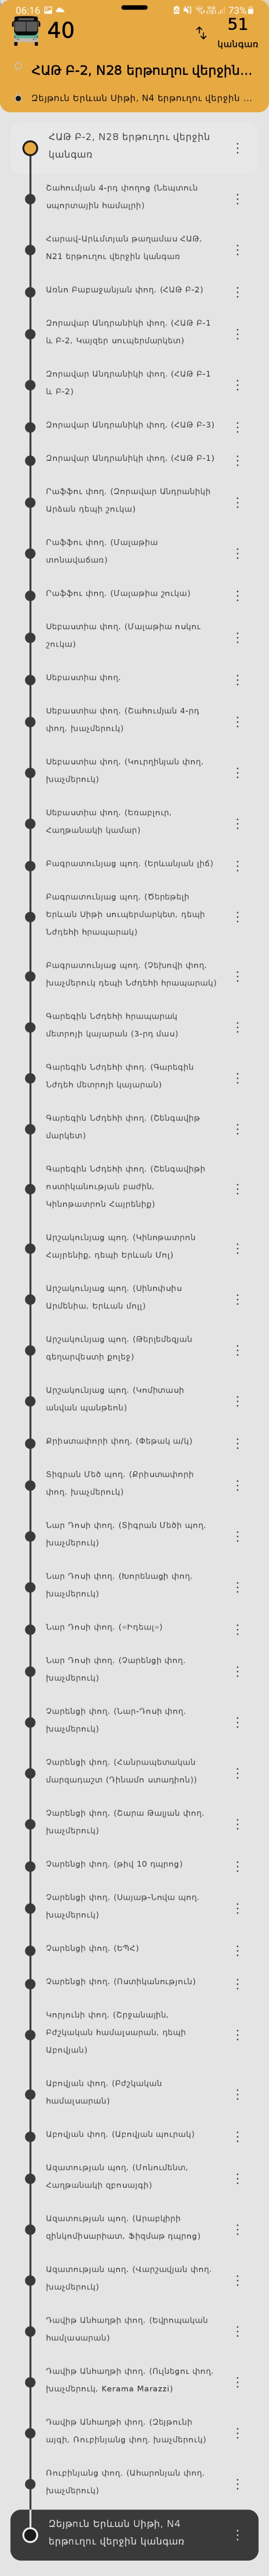 06:16
73%
40
51
կանգառ
ՀԱԹ Բ-2, N28 երթուղու վերջին...
Զեյթուն Երևան Սիթի, N4 երթուղու վերջին ...
ՀԱԹ Բ-2, N28 երթուղու վերջին
կանգառ
Շահումյան 4-րդ փողոց (Նեպտուն
սպորտային համալրի)
Հարավ-Արևմտյան թաղամաս ՀԱԹ,
N21 երթուղու վերջին կանգառ
Առնո Բաբաջանյան փող. (ՀԱԹ Բ-2)
Զորավար Անդրանիկի փող. (ՀԱԹ Բ-1
և Բ-2, Կայզեր սուպերմարկետ)
Զորավար Անդրանիկի փող. (ՀԱԹ Բ-1
և Բ-2)
Զորավար Անդրանիկի փող. (ՀԱԹ Բ-3)
Զորավար Անդրանիկի փող. (ՀԱԹ Բ-1)
Րաֆֆու փող. (Զորավար Անդրանիկի
Արձան դեպի շուկա)
Րաֆֆու փող. (Մալաթիա
տոնավաճառ)
Րաֆֆու փող. (Մալաթիա շուկա)
Սեբաստիա փող. (Մալաթիա ոսկու
շուկա)
Սեբաստիա փող.
Սեբաստիա փող. (Շահումյան 4-րդ
փող. խաչմերուկ)
Սեբաստիա փող. (Կուրղինյան փող.
խաչմերուկ)
Սեբաստիա փող. (Եռաբլուր,
Հաղթանակի կամար)
Բագրատունյաց պող. (Երևանյան լիճ)
Բագրատունյաց պող. (Ծերեթելի
Երևան Սիթի սուպերմարկետ, դեպի
Նժդեհի հրապարակ)
Բագրատունյաց պող. (Չեխովի փող.
խաչմերուկ դեպի Նժդեհի հրապարակ)
Գարեգին Նժդեհի հրապարակ
մետրոյի կայարան (3-րդ մաս)
Գարեգին Նժդեհի փող. (Գարեգին
Նժդեհ մետրոյի կայարան)
Գարեգին Նժդեհի փող. (Շենգավիթ
մարկետ)
Գարեգին Նժդեհի փող. (Շենգավիթի
ոստիկանության բաժին,
Կինոթատրոն Հայրենիք)
Արշակունյաց պող. (Կինոթատրոն
Հայրենիք, դեպի Երևան Մոլ)
Արշակունյաց պող. (Սինոփսիս
Արմենիա, Երևան մոլլ)
Արշակունյաց պող. (Թերլեմեզյան
գեղարվեստի քոլեջ)
Արշակունյաց պող. (Կոմիտասի
անվան պանթեոն)
Քրիստափորի փող. (Փեթակ ա/կ)
Տիգրան Մեծ պող. (Քրիստափորի
փող. խաչմերուկ)
Նար Դոսի փող. (Տիգրան Մեծի պող.
խաչմերուկ)
Նար Դոսի փող. (Խորենացի փող.
խաչմերուկ)
Նար Դոսի փող. («Իդեալ»)
Նար Դոսի փող. (Չարենցի փող.
խաչմերուկ)
Չարենցի փող. (Նար-Դոսի փող.
խաչմերուկ)
Չարենցի փող. (Հանրապետական
մարզադաշտ (Դինամո ստադիոն))
Չարենցի փող. (Շարա Թալյան փող.
խաչմերուկ)
Չարենցի փող. (թիվ 10 դպրոց)
Չարենցի փող. (Սայաթ-Նովա պող.
խաչմերուկ)
Չարենցի փող. (ԵՊՀ)
Չարենցի փող. (Ոստիկանություն)
Կորյունի փող. (Շրջանային,
Բժշկական համալսարան, դեպի
Աբովյան)
Աբովյան փող. (Բժշկական
համալսարան)
Աբովյան փող. (Աբովյան պուրակ)
Ազատության պող. (Մոնումենտ,
Հաղթանակի զբոսայգի)
Ազատության պող. (Արաբկիրի
զինկոմիսարիատ, Ֆիզմաթ դպրոց)
Ազատության պող. (Վարշավյան փող.
խաչմերուկ)
Դավիթ Անհաղթի փող. (Եվրոպական
համլասարան)
Դավիթ Անհաղթի փող. (Ուլնեցու փող.
խաչմերուկ, Kerama Marazzi)
Դավիթ Անհաղթի փող. (Զեյթունի
այգի, Ռուբինյանց փող. խաչմերուկ)
Ռուբինյանց փող. (Ահարոնյան փող.
խաչմերուկ)
Զեյթուն Երևան Սիթի, N4
երթուղու վերջին կանգառ